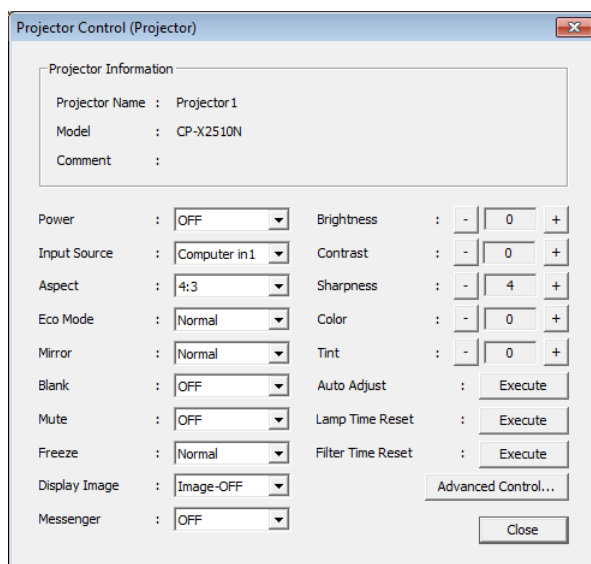 Projector Control (Projector)
Projector Information
Projector Name : Projector1
Model : CP-X2510N
Comment :
Power : OFF Brightness : - 0 +
Input Source : Computer in1 Contrast : - 0 +
Aspect : 4:3 Sharpness : - 4 +
Eco Mode : Normal Color : - 0 +
Mirror : Normal Tint : - 0 +
Blank : OFF Auto Adjust : Execute
Mute : OFF Lamp Time Reset : Execute
Freeze : Normal Filter Time Reset : Execute
Display Image : Image-OFF Advanced Control...
Messenger : OFF Close